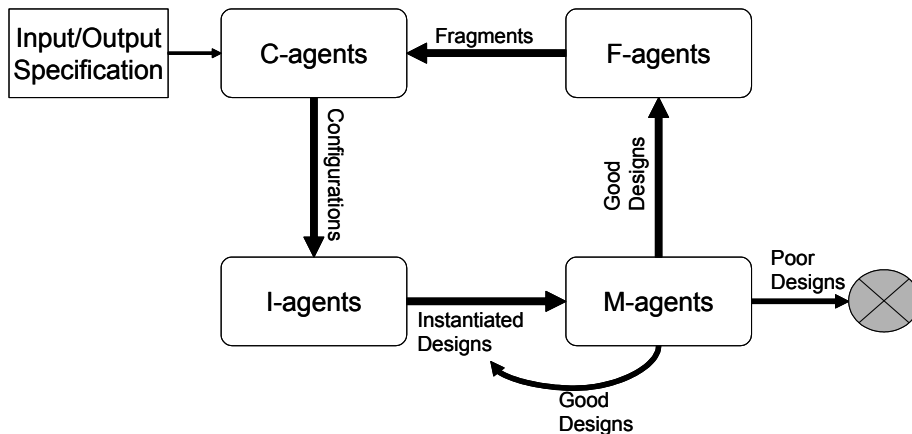 Input/Output
Specification
C-agents
Fragments
F-agents
Configurations
Good
Designs
I-agents
Instantiated
Designs
M-agents
Poor
Designs
Good
Designs